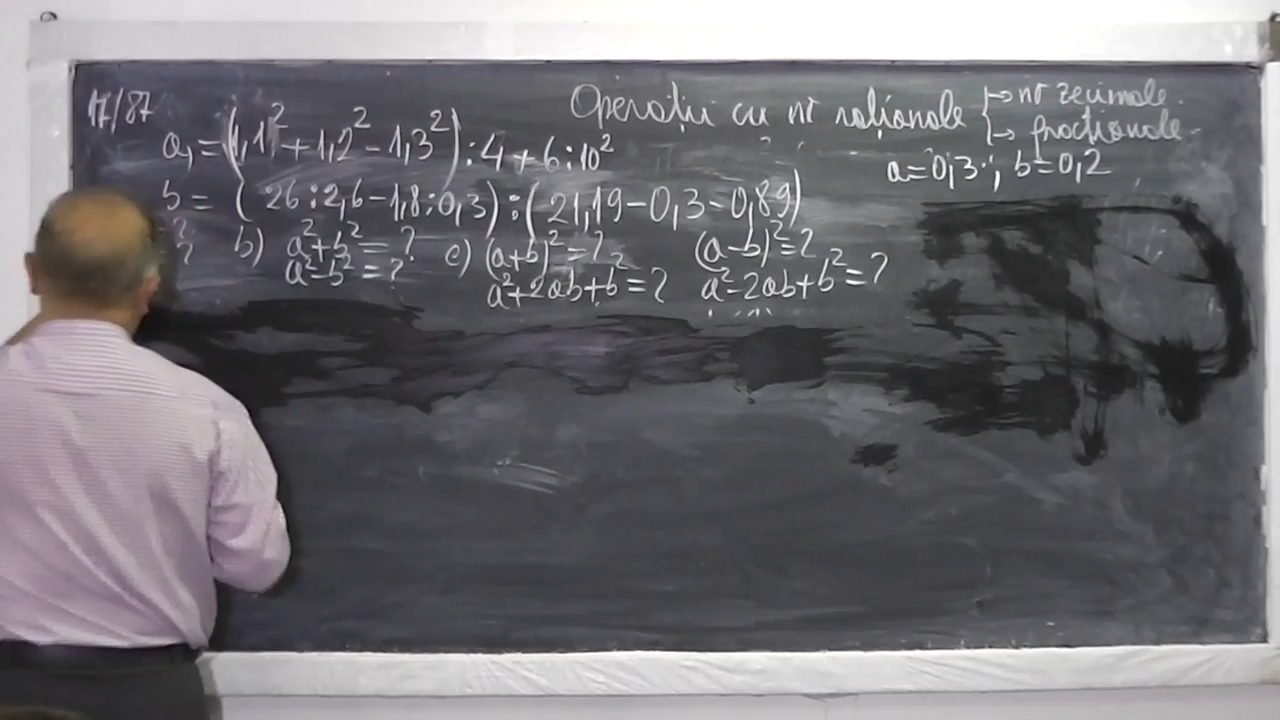 17/87
Operații cu nr raționale → nr zecimale
→ fracționale
a=0,3; b=0,2
a₁=(1,1²+1,2²-1,3²):4+6:10²
b=(26:2,6-1,8:0,3):(21,19-0,3-0,89)
? b) a²+b²=? c) (a+b)²=? (a-b)²=?
? a²-b²=? a²+2ab+b²=? a²-2ab+b²=?